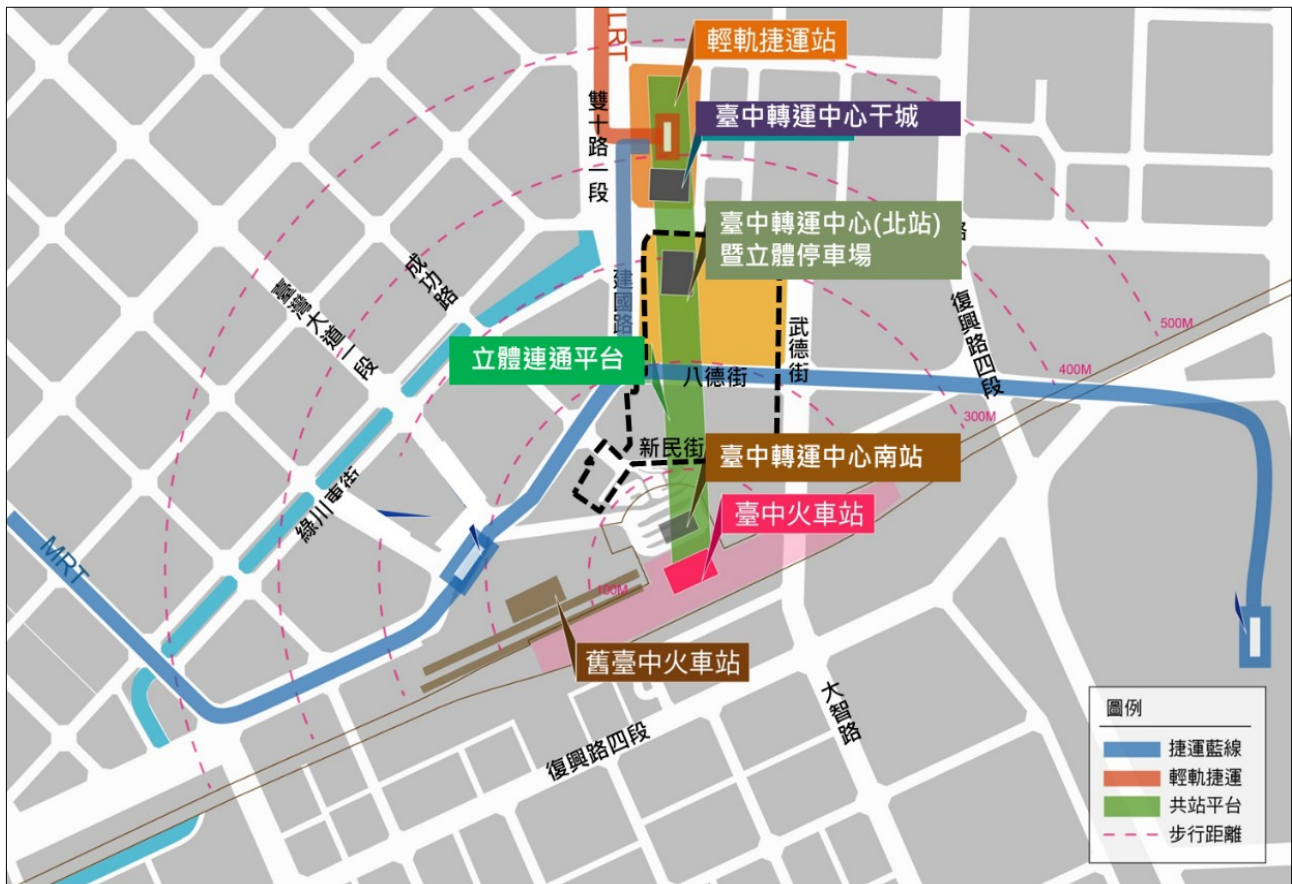 LRT
輕軌捷運站
雙十路一段
臺中轉運中心干城
臺中轉運中心(北站)
暨立體停車場
路
成功路
臺灣大道一段
建國路
武德街
復興路四段
500M
立體連通平台
八德街
400M
300M
新民街
臺中轉運中心南站
綠川東街
臺中火車站
MRT
100M
舊臺中火車站
大智路
復興路四段
圖例
捷運藍線
輕軌捷運
共站平台
步行距離